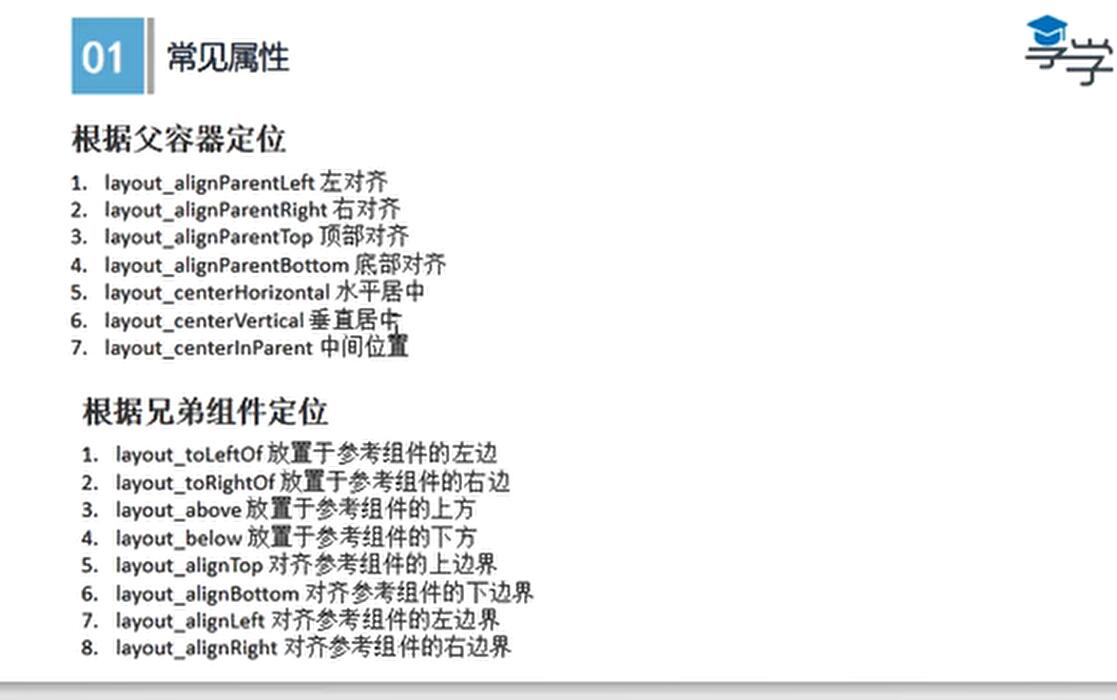 01 常见属性
享学
根据父容器定位
1. layout_alignParentLeft 左对齐
2. layout_alignParentRight 右对齐
3. layout_alignParentTop 顶部对齐
4. layout_alignParentBottom 底部对齐
5. layout_centerHorizontal 水平居中
6. layout_centerVertical 垂直居中
7. layout_centerInParent 中间位置
根据兄弟组件定位
1. layout_toLeftOf 放置于参考组件的左边
2. layout_toRightOf 放置于参考组件的右边
3. layout_above 放置于参考组件的上方
4. layout_below 放置于参考组件的下方
5. layout_alignTop 对齐参考组件的上边界
6. layout_alignBottom 对齐参考组件的下边界
7. layout_alignLeft 对齐参考组件的左边界
8. layout_alignRight 对齐参考组件的右边界